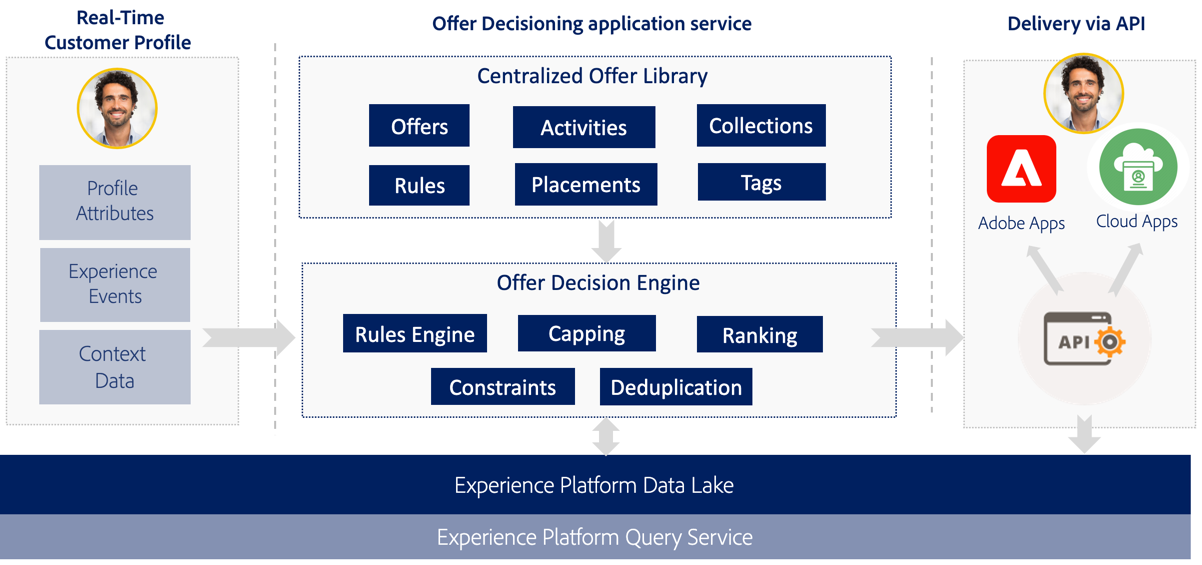 Real-Time
Customer Profile
Profile
Attributes
Experience
Events
Context
Data
Offer Decisioning application service
Centralized Offer Library
Offers
Activities
Collections
Rules
Placements
Tags
Offer Decision Engine
Rules Engine
Capping
Ranking
Constraints
Deduplication
Delivery via API
Adobe Apps
Cloud Apps
API
Experience Platform Data Lake
Experience Platform Query Service